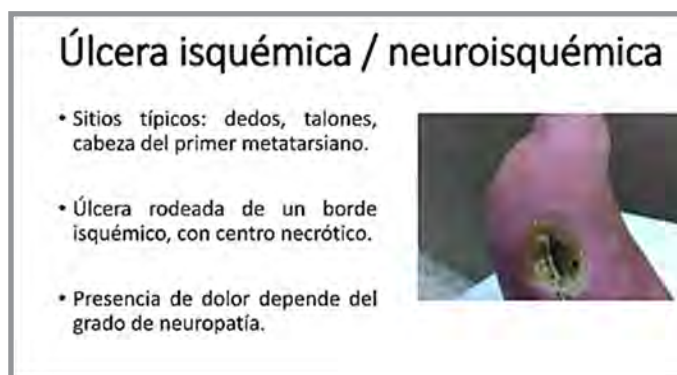 Úlcera isquémica / neuroisquémica
• Sitios típicos: dedos, talones,
cabeza del primer metatarsiano.
• Úlcera rodeada de un borde
isquémico, con centro necrótico.
• Presencia de dolor depende del
grado de neuropatía.